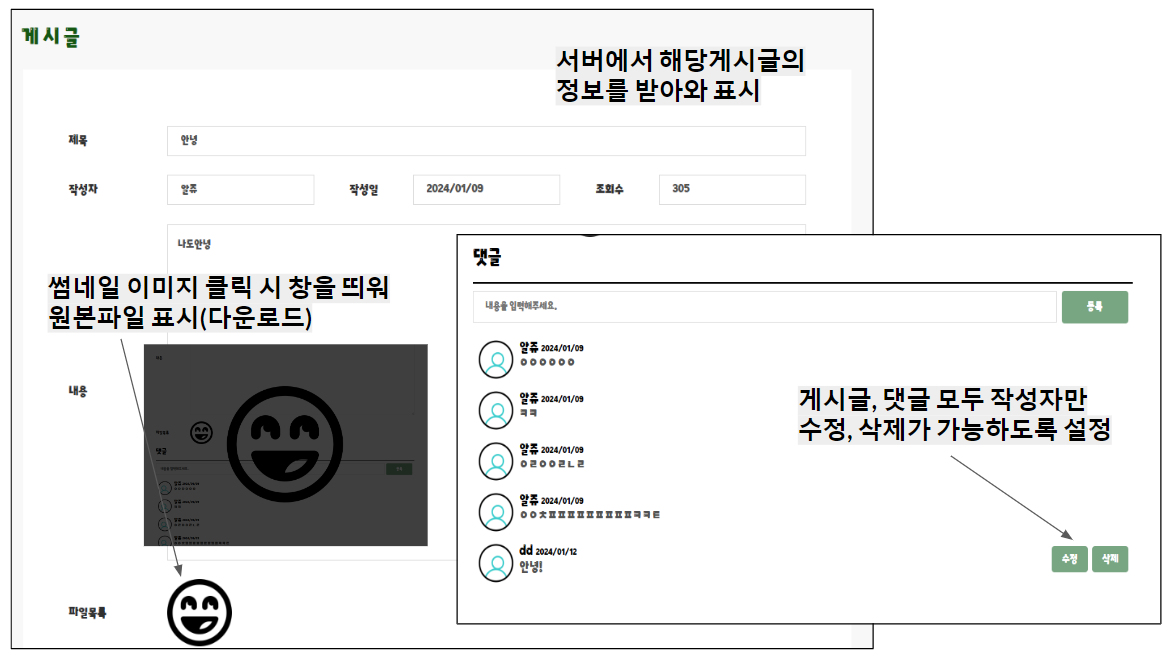 게시글
서버에서 해당게시글의
정보를 받아와 표시
제목
안녕
작성자
알쥬
작성일
2024/01/09
조회수
305
나도안녕
썸네일 이미지 클릭 시 창을 띄워
원본파일 표시(다운로드)
내용
댓글
파일목록
댓글
내용을 입력해주세요.
등록
알쥬 2024/01/09
ㅇㅇㅇㅇㅇㅇ
알쥬 2024/01/09
ㅋㅋ
알쥬 2024/01/09
ㅇㄹㅇㅇㄹㄴㄹ
알쥬 2024/01/09
ㅇㅇㅊㅍㅍㅍㅍㅍㅍㅍㅍㅍㅋㅋㅌ
dd 2024/01/12
안녕!
수정
삭제
게시글, 댓글 모두 작성자만
수정, 삭제가 가능하도록 설정